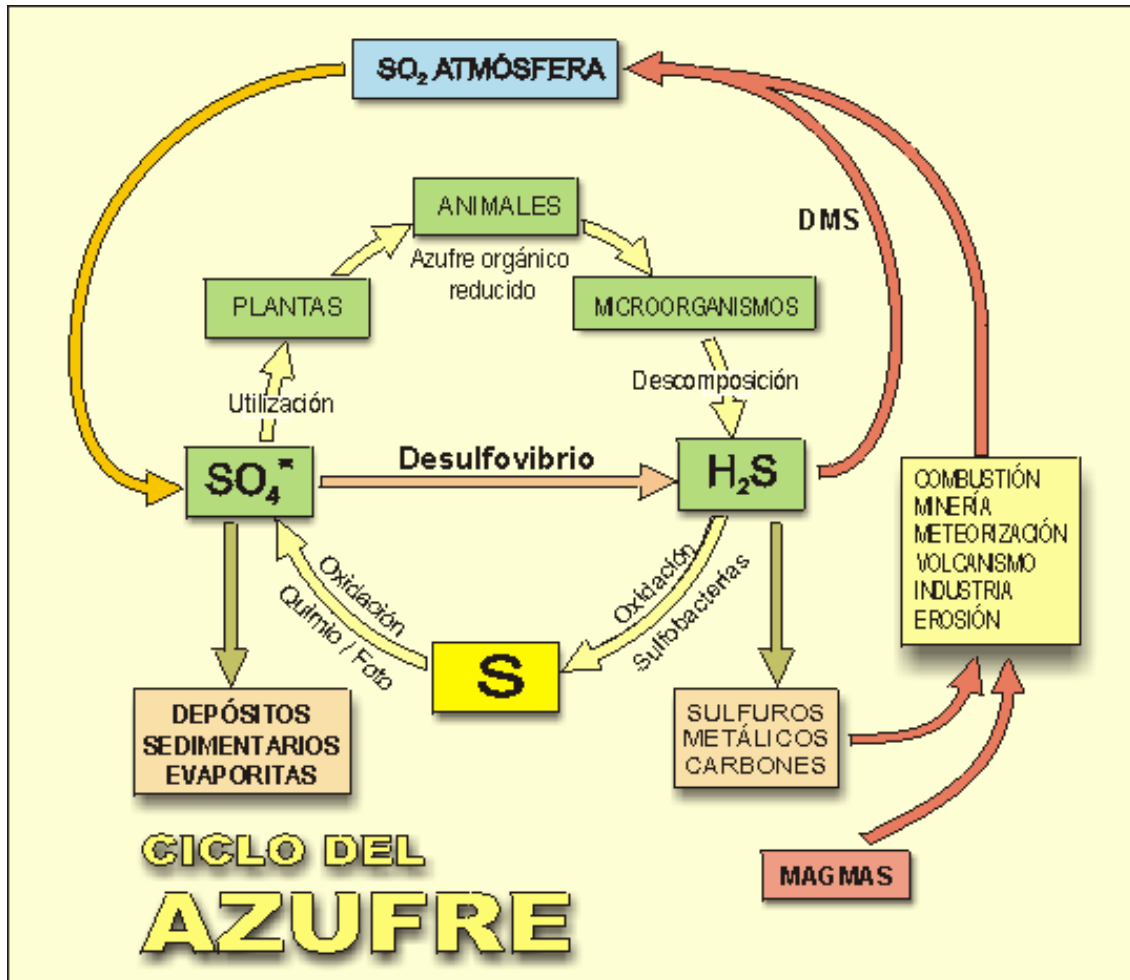 SO₂ ATMÓSFERA
ANIMALES
DMS
Azufre orgánico
reducido
PLANTAS
MICROORGANISMOS
Utilización
Descomposición
SO₄⁼
Desulfovibrio
H₂S
COMBUSTIÓN
MINERÍA
METEORIZACIÓN
VOLCANISMO
INDUSTRIA
EROSIÓN
Oxidación
Quimio / Foto
Oxidación
Sulfobacterias
S
DEPÓSITOS
SEDIMENTARIOS
EVAPORITAS
SULFUROS
METÁLICOS
CARBONES
CICLO DEL
AZUFRE
MAGMAS